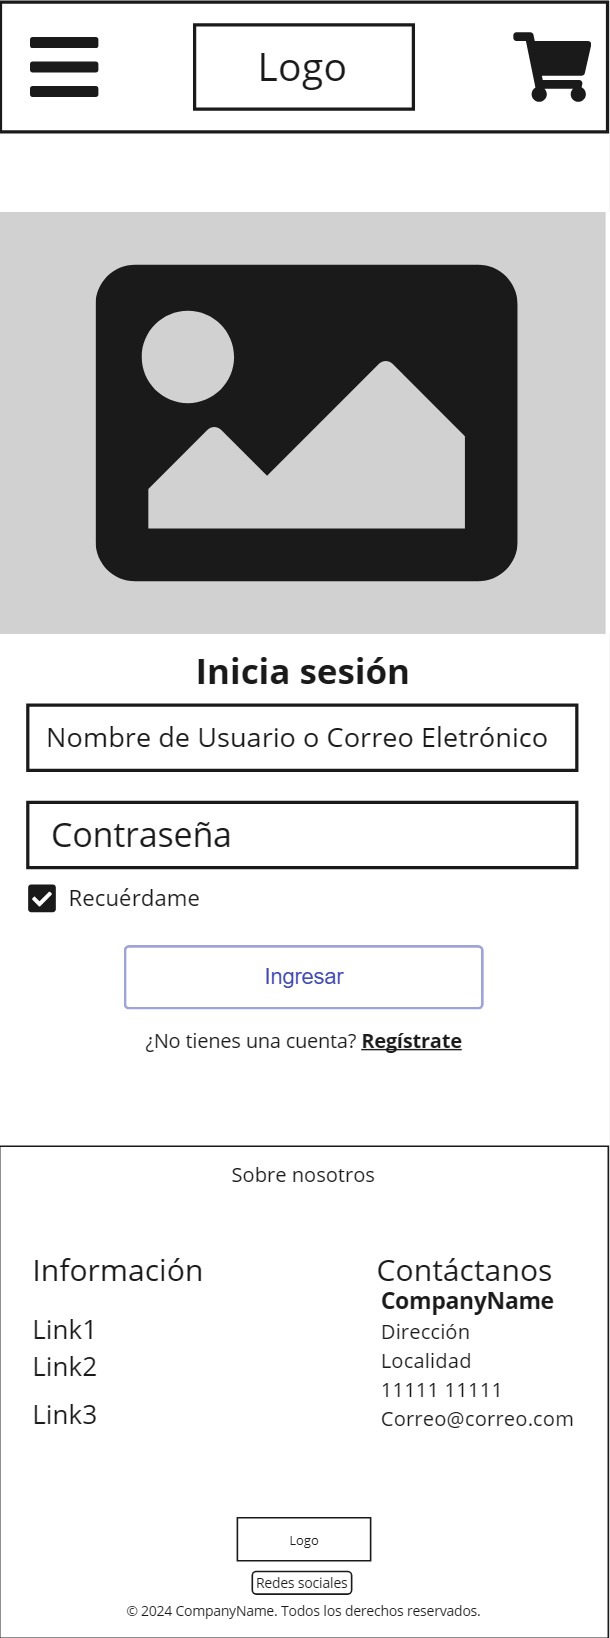 Logo
Inicia sesión
Nombre de Usuario o Correo Eletrónico
Contraseña
Recuérdame
Ingresar
¿No tienes una cuenta? Regístrate
Sobre nosotros
Información
Link1
Link2
Link3
Contáctanos
CompanyName
Dirección
Localidad
11111 11111
Correo@correo.com
Logo
Redes sociales
© 2024 CompanyName. Todos los derechos reservados.